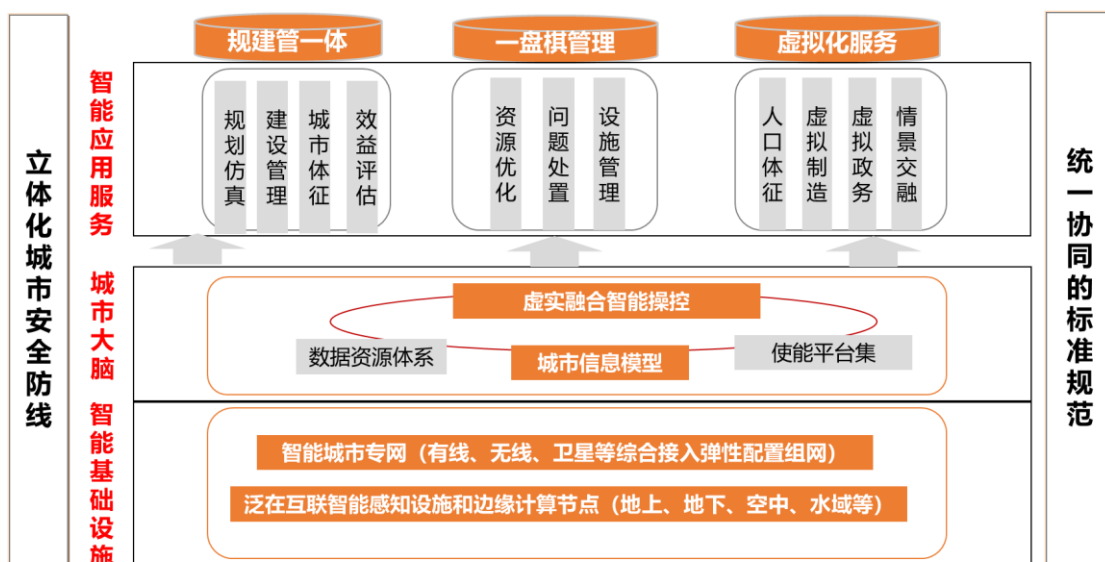 立体化城市安全防线
智能应用服务
规建管一体
规划仿真
建设管理
城市体征
效益评估
一盘棋管理
资源优化
问题处置
设施管理
虚拟化服务
人口体征
虚拟制造
虚拟政务
情景交融
城市大脑
虚实融合智能操控
数据资源体系
城市信息模型
使能平台集
智能基础设施
智能城市专网（有线、无线、卫星等综合接入弹性配置组网）
泛在互联智能感知设施和边缘计算节点（地上、地下、空中、水域等）
统一协同的标准规范